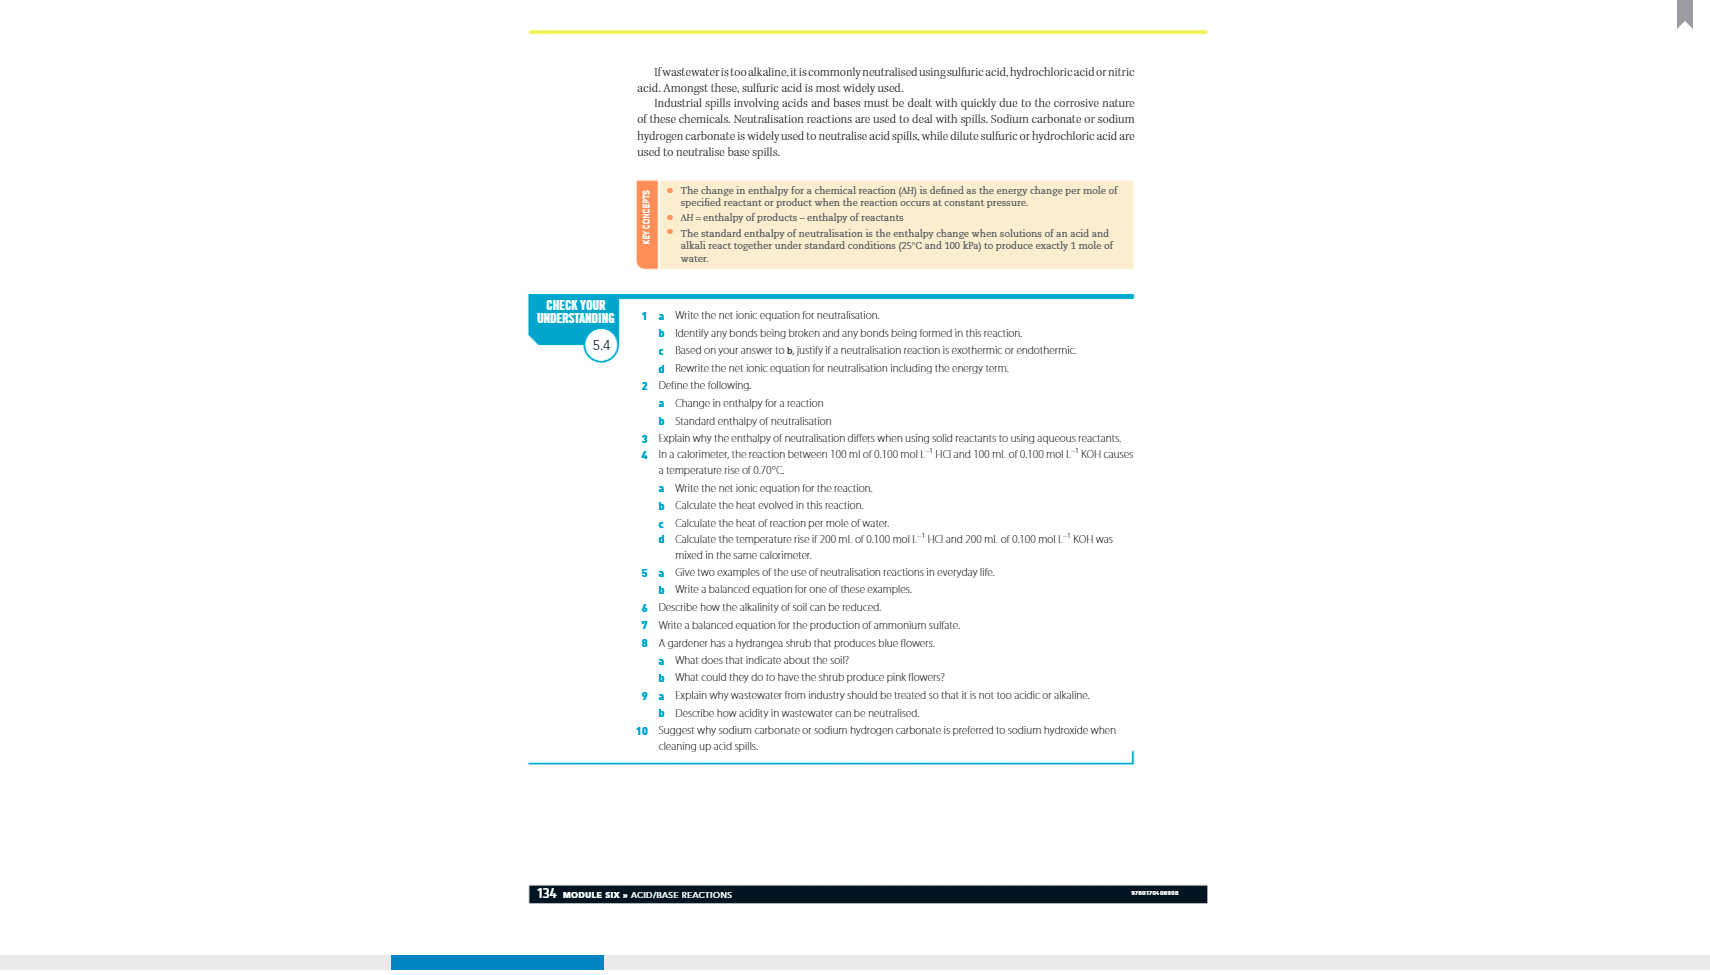 If wastewater is too alkaline, it is commonly neutralised using sulfuric acid, hydrochloric acid or nitric
acid. Amongst these, sulfuric acid is most widely used.
Industrial spills involving acids and bases must be dealt with quickly due to the corrosive nature
of these chemicals. Neutralisation reactions are used to deal with spills. Sodium carbonate or sodium
hydrogen carbonate is widely used to neutralise acid spills, while dilute sulfuric or hydrochloric acid are
used to neutralise base spills.
KEY CONCEPTS
● The change in enthalpy for a chemical reaction (ΔH) is defined as the energy change per mole of
specified reactant or product when the reaction occurs at constant pressure.
● ΔH = enthalpy of products – enthalpy of reactants
● The standard enthalpy of neutralisation is the enthalpy change when solutions of an acid and
alkali react together under standard conditions (25°C and 100 kPa) to produce exactly 1 mole of
water.
CHECK YOUR
UNDERSTANDING
5.4
1 a Write the net ionic equation for neutralisation.
b Identify any bonds being broken and any bonds being formed in this reaction.
c Based on your answer to b, justify if a neutralisation reaction is exothermic or endothermic.
d Rewrite the net ionic equation for neutralisation including the energy term.
2 Define the following.
a Change in enthalpy for a reaction
b Standard enthalpy of neutralisation
3 Explain why the enthalpy of neutralisation differs when using solid reactants to using aqueous reactants.
4 In a calorimeter, the reaction between 100 ml of 0.100 mol L⁻¹ HCl and 100 mL of 0.100 mol L⁻¹ KOH causes
a temperature rise of 0.70°C.
a Write the net ionic equation for the reaction.
b Calculate the heat evolved in this reaction.
c Calculate the heat of reaction per mole of water.
d Calculate the temperature rise if 200 mL of 0.100 mol L⁻¹ HCl and 200 mL of 0.100 mol L⁻¹ KOH was
mixed in the same calorimeter.
5 a Give two examples of the use of neutralisation reactions in everyday life.
b Write a balanced equation for one of these examples.
6 Describe how the alkalinity of soil can be reduced.
7 Write a balanced equation for the production of ammonium sulfate.
8 A gardener has a hydrangea shrub that produces blue flowers.
a What does that indicate about the soil?
b What could they do to have the shrub produce pink flowers?
9 a Explain why wastewater from industry should be treated so that it is not too acidic or alkaline.
b Describe how acidity in wastewater can be neutralised.
10 Suggest why sodium carbonate or sodium hydrogen carbonate is preferred to sodium hydroxide when
cleaning up acid spills.
134 MODULE SIX » ACID/BASE REACTIONS
9780170408998